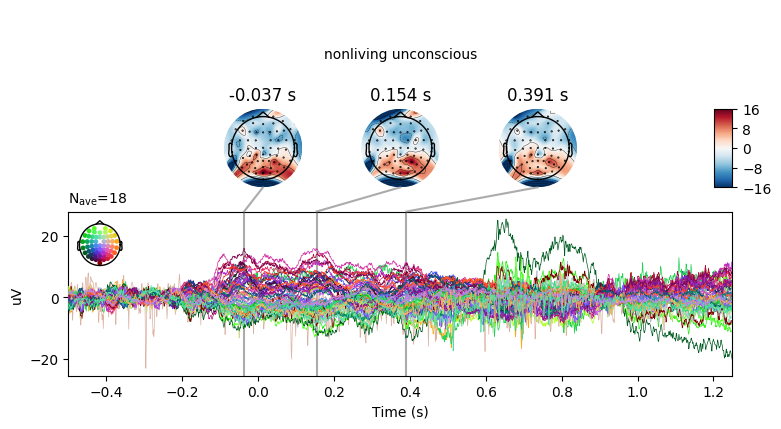 nonliving unconscious
-0.037 s 0.154 s 0.391 s
16
8
0
−8
−16
Nave=18
20
0
−20
uV
−0.4 −0.2 0.0 0.2 0.4 0.6 0.8 1.0 1.2
Time (s)